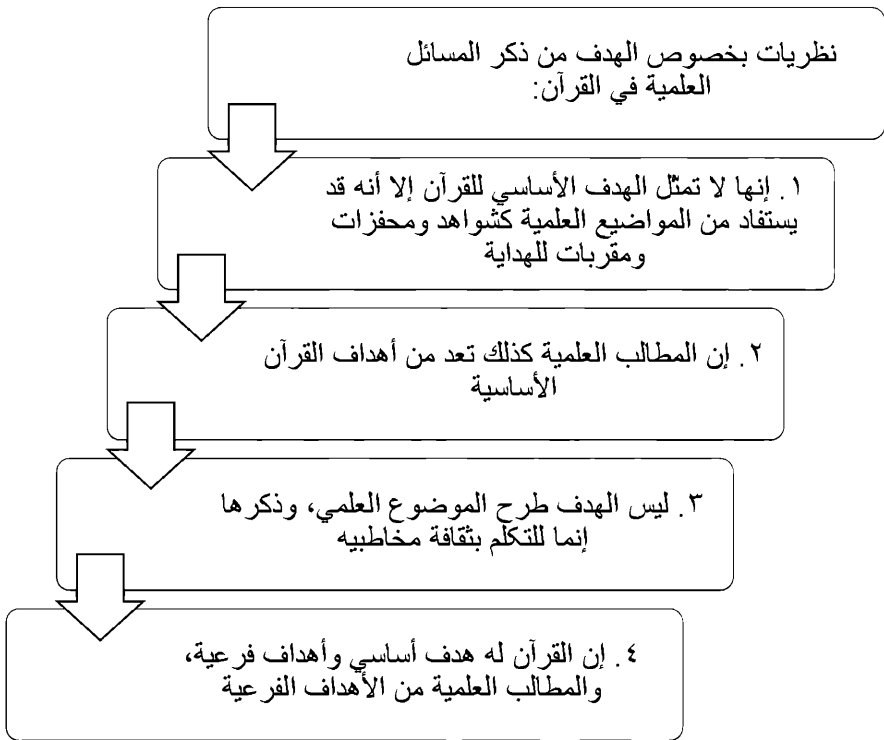 نظريات بخصوص الهدف من ذكر المسائل
العلمية في القرآن:
١. إنها لا تمثل الهدف الأساسي للقرآن إلا أنه قد
يستفاد من المواضيع العلمية كشواهد ومحفزات
ومقربات للهداية
٢. إن المطالب العلمية كذلك تعد من أهداف القرآن
الأساسية
٣. ليس الهدف طرح الموضوع العلمي، وذكرها
إنما للتكلم بثقافة مخاطبيه
٤. إن القرآن له هدف أساسي وأهداف فرعية،
والمطالب العلمية من الأهداف الفرعية